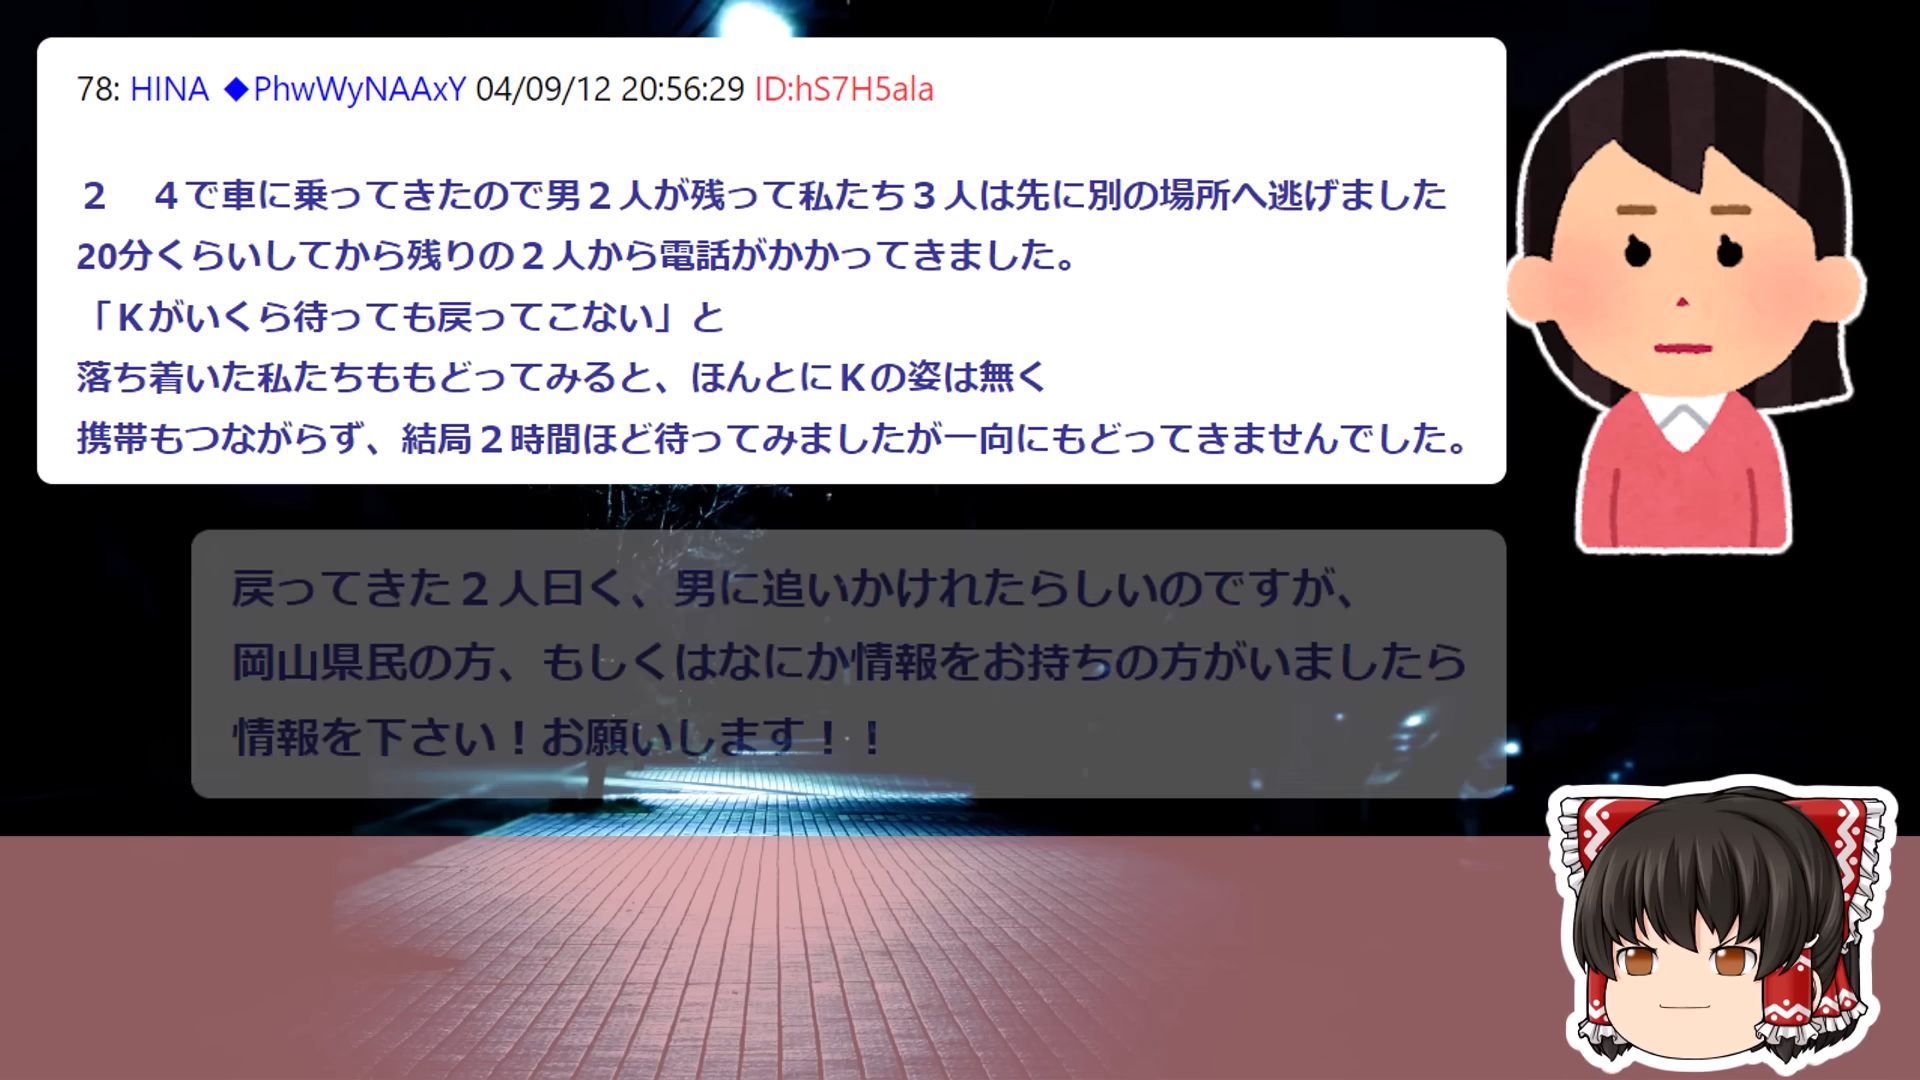 78: HINA ◆PhwWyNAAxY 04/09/12 20:56:29 ID:hS7H5ala
２　４で車に乗ってきたので男２人が残って私たち３人は先に別の場所へ逃げました
20分くらいしてから残りの２人から電話がかかってきました。
「Ｋがいくら待っても戻ってこない」と
落ち着いた私たちももどってみると、ほんとにＫの姿は無く
携帯もつながらず、結局２時間ほど待ってみましたが一向にもどってきませんでした。
戻ってきた２人曰く、男に追いかけれたらしいのですが、
岡山県民の方、もしくはなにか情報をお持ちの方がいましたら
情報を下さい！お願いします！！